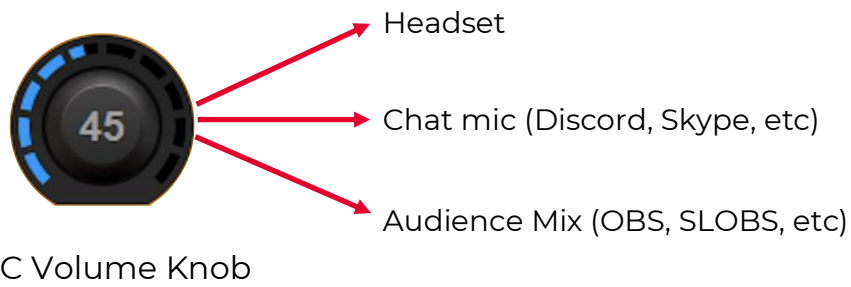 Headset
45
Chat mic (Discord, Skype, etc)
Audience Mix (OBS, SLOBS, etc)
C Volume Knob